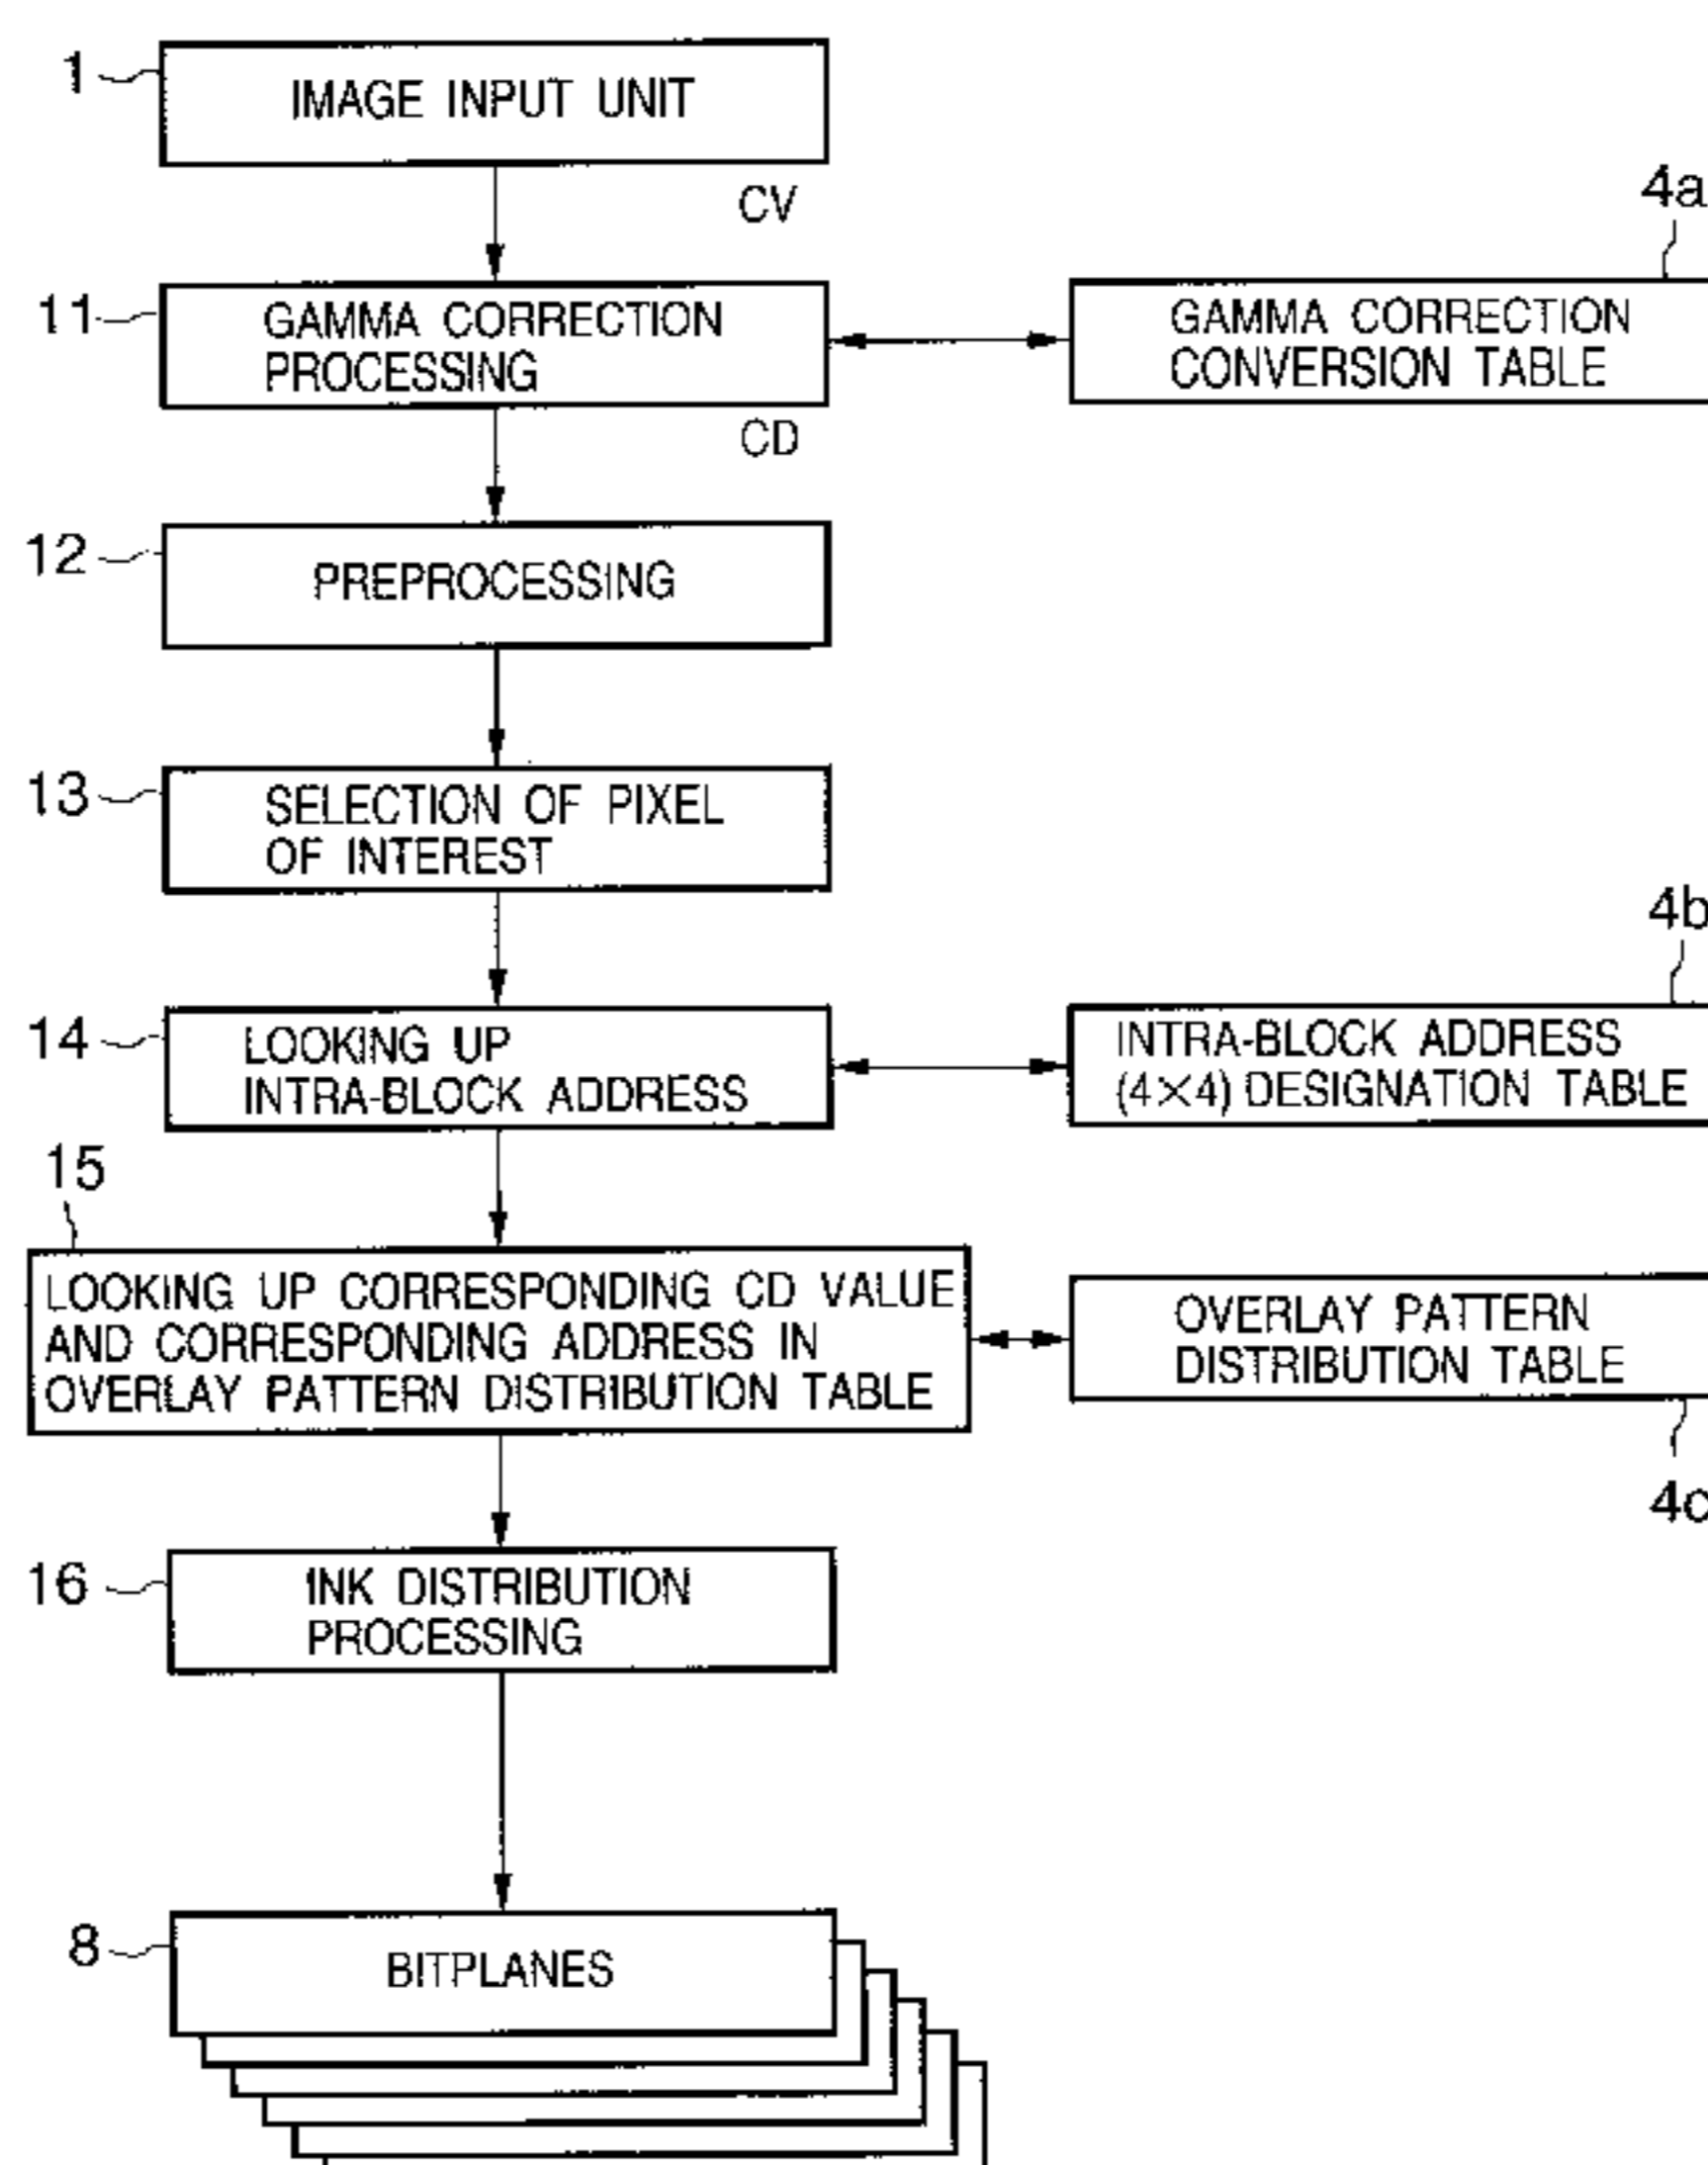 1
IMAGE INPUT UNIT
CV
4a
11
GAMMA CORRECTION
PROCESSING
GAMMA CORRECTION
CONVERSION TABLE
CD
12
PREPROCESSING
13
SELECTION OF PIXEL
OF INTEREST
4b
14
LOOKING UP
INTRA-BLOCK ADDRESS
INTRA-BLOCK ADDRESS
(4×4) DESIGNATION TABLE
15
LOOKING UP CORRESPONDING CD VALUE
AND CORRESPONDING ADDRESS IN
OVERLAY PATTERN DISTRIBUTION TABLE
OVERLAY PATTERN
DISTRIBUTION TABLE
4c
16
INK DISTRIBUTION
PROCESSING
8
BITPLANES